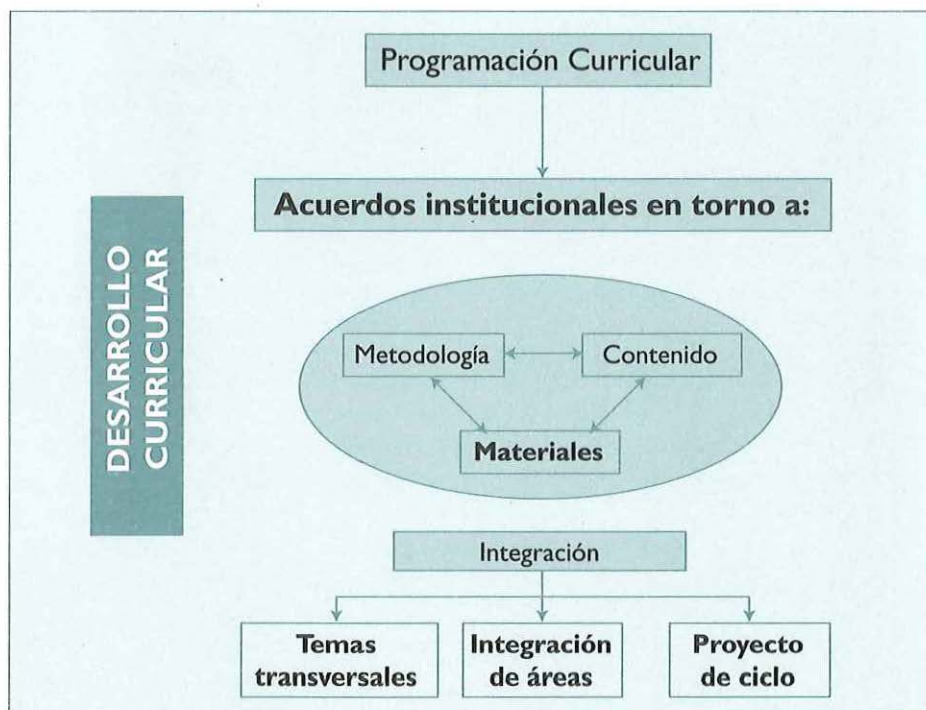 Programación Curricular
Acuerdos institucionales en torno a:
DESARROLLO
CURRICULAR
Metodología
Contenido
Materiales
Integración
Temas
transversales
Integración
de áreas
Proyecto
de ciclo